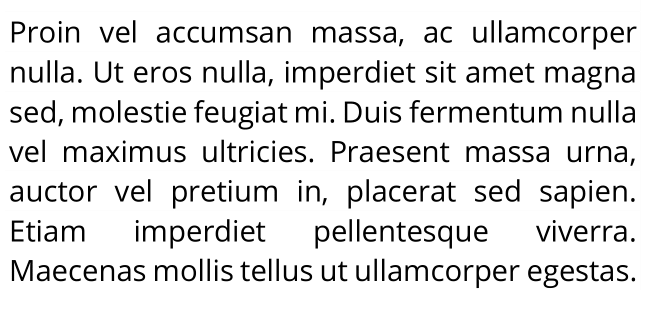 Proin vel accumsan massa, ac ullamcorper
nulla. Ut eros nulla, imperdiet sit amet magna
sed, molestie feugiat mi. Duis fermentum nulla
vel maximus ultricies. Praesent massa urna,
auctor vel pretium in, placerat sed sapien.
Etiam imperdiet pellentesque viverra.
Maecenas mollis tellus ut ullamcorper egestas.